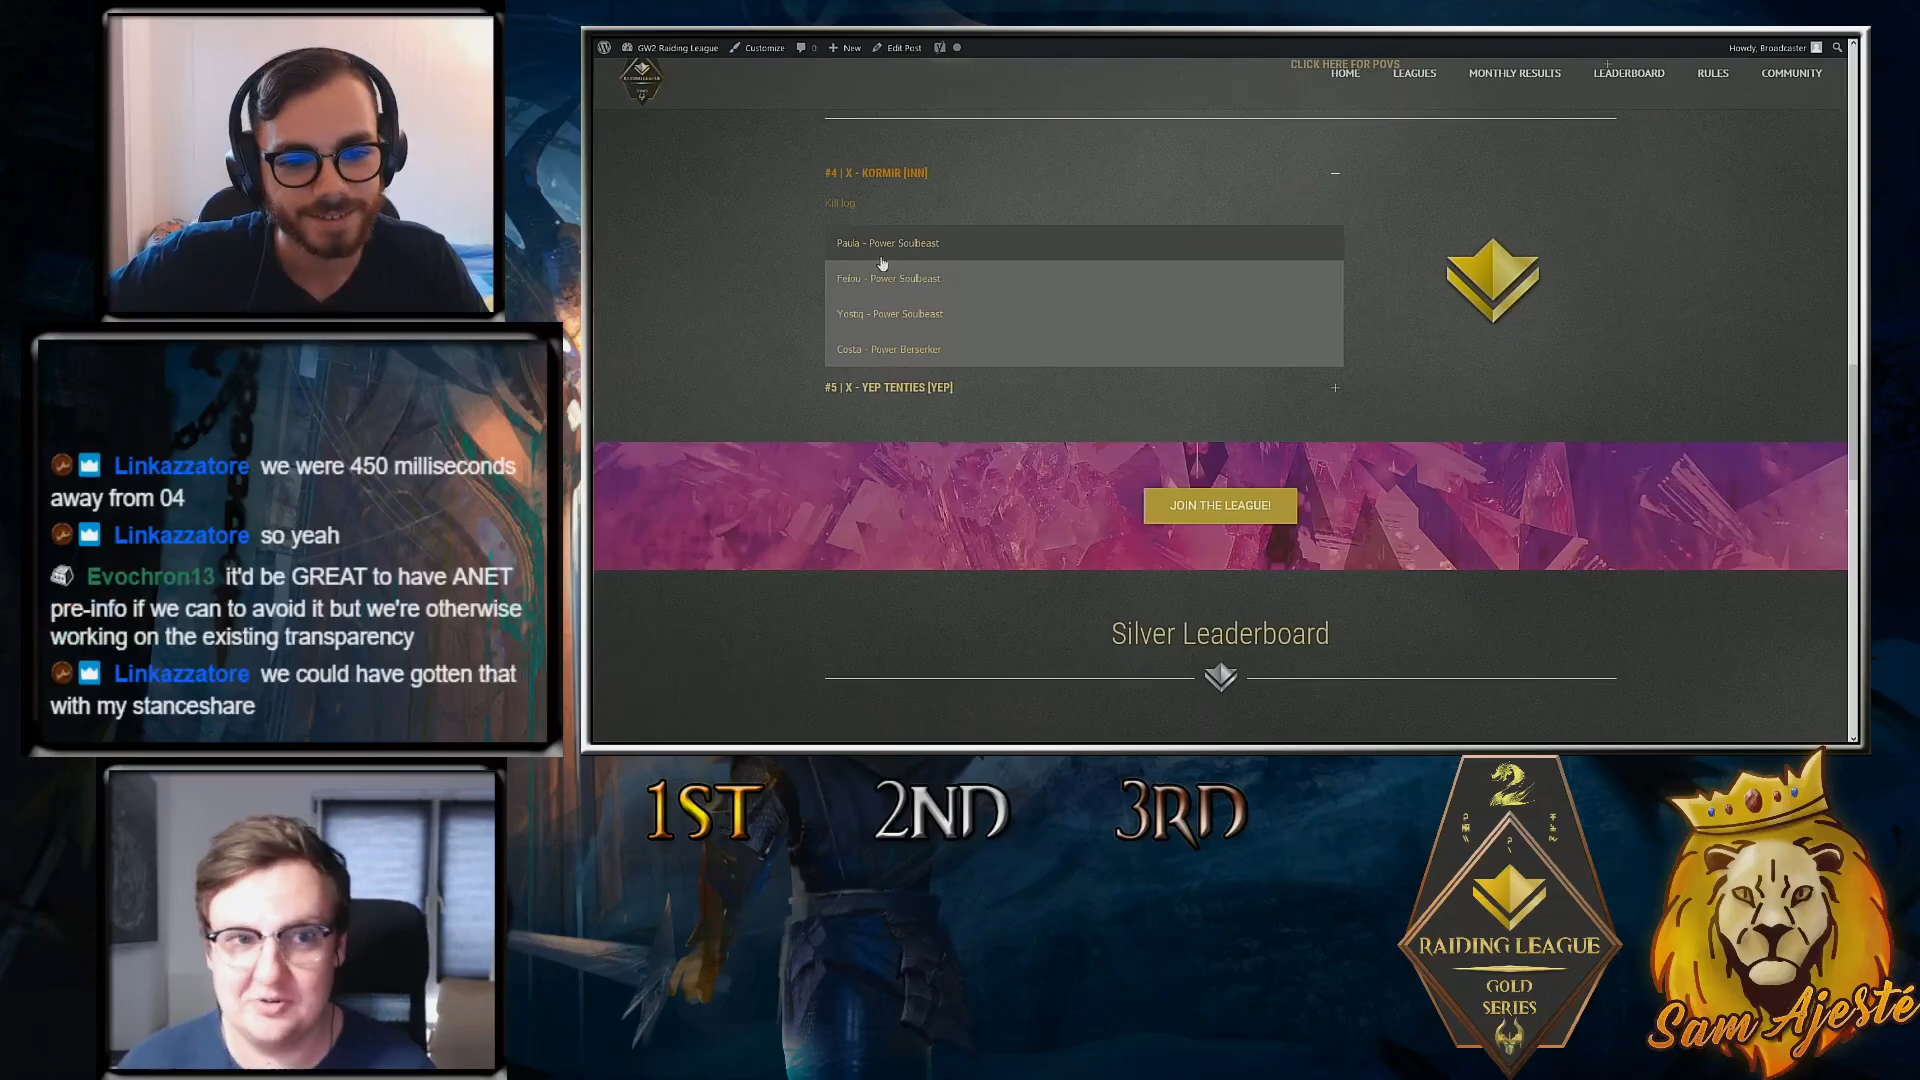 GW2 Raiding League Customize 0 New Edit Post Howdy, Broadcaster
CLICK HERE FOR POVS
HOME LEAGUES MONTHLY RESULTS LEADERBOARD RULES COMMUNITY
#4 | X - KORMIR [INN]
Kill log
Paula - Power Soulbeast
Feiou - Power Soulbeast
Yostiq - Power Soulbeast
Costa - Power Berserker
#5 | X - YEP TENTIES [YEP]
JOIN THE LEAGUE!
Silver Leaderboard
Linkazzatore we were 450 milliseconds
away from 04
Linkazzatore so yeah
Evochron13 it'd be GREAT to have ANET
pre-info if we can to avoid it but we're otherwise
working on the existing transparency
Linkazzatore we could have gotten that
with my stanceshare
1ST 2ND 3RD
RAIDING LEAGUE
GOLD
SERIES
Sam Ajesté